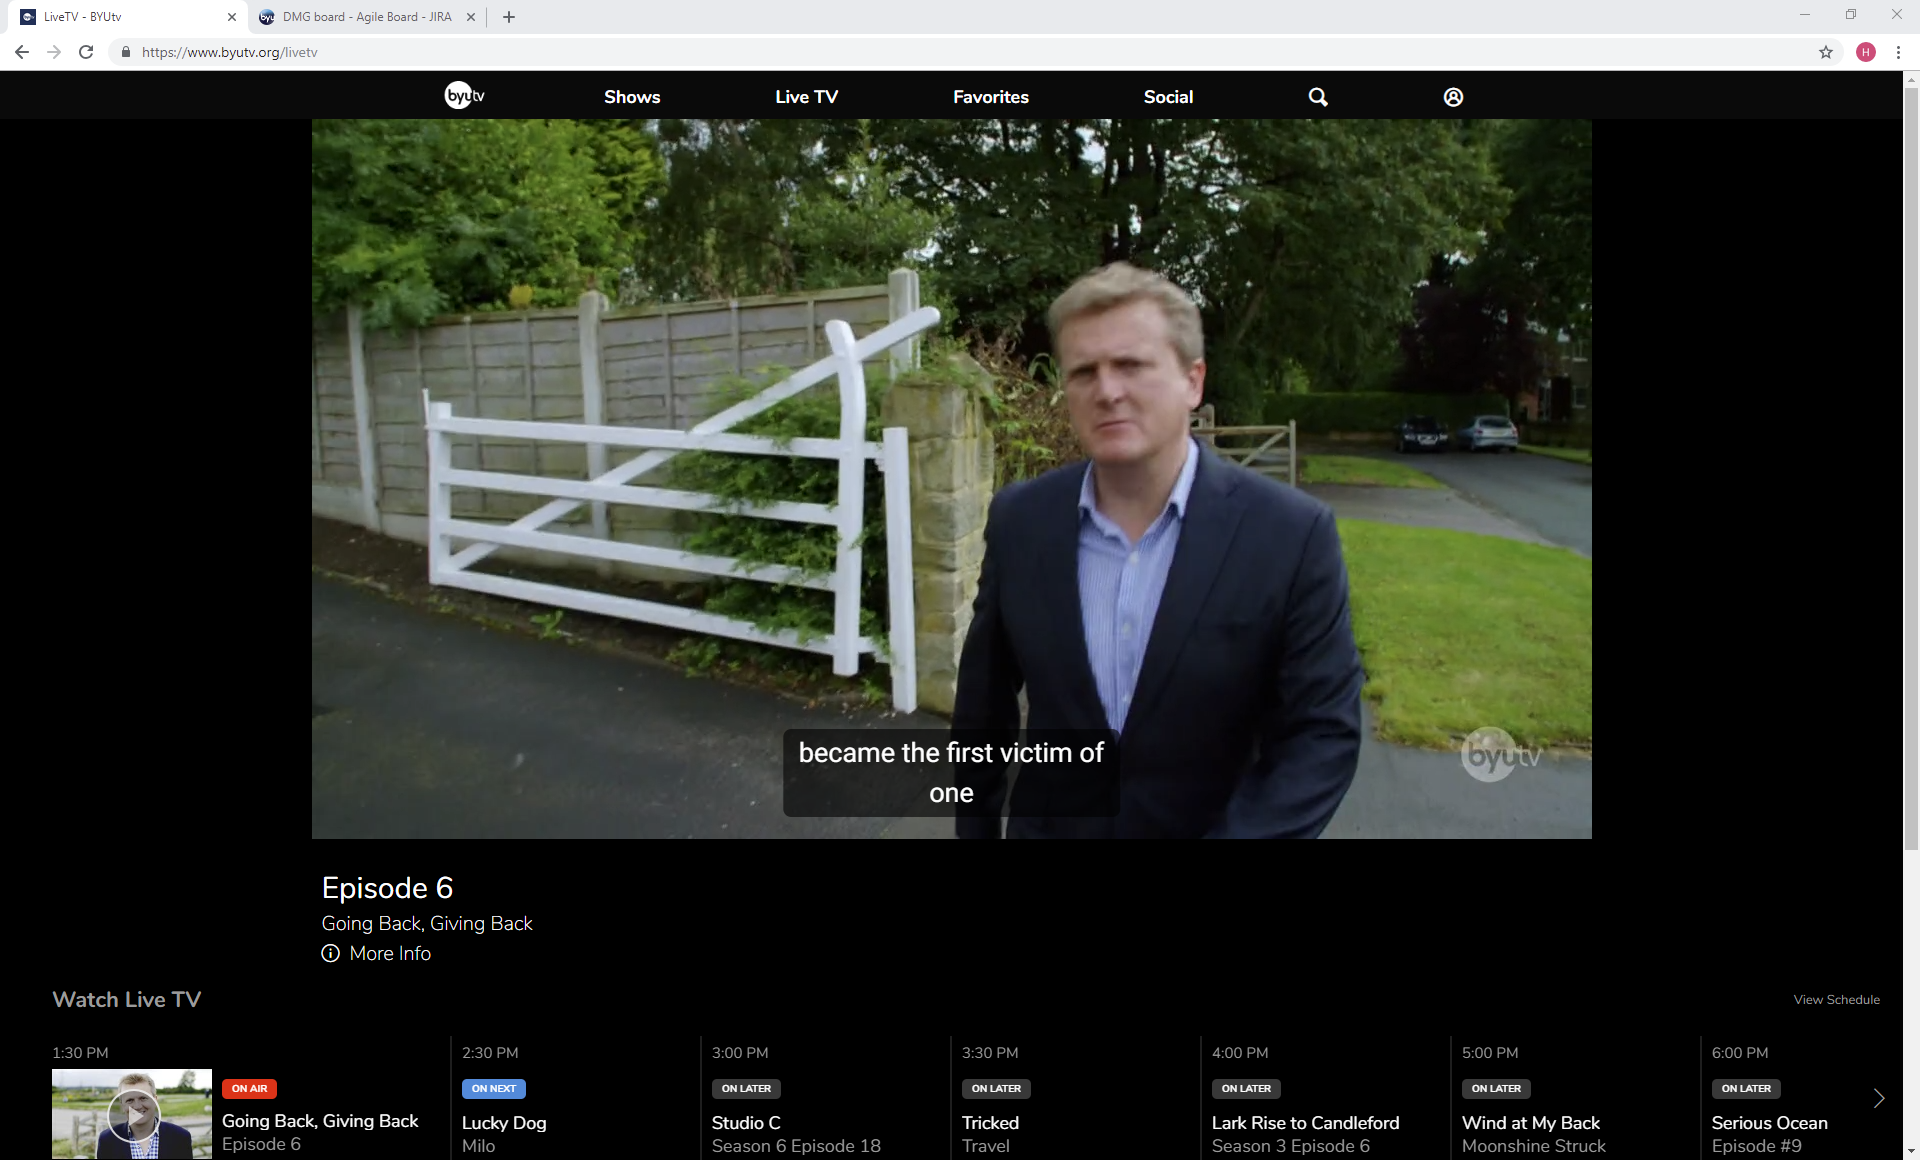 LiveTV - BYUtv
DMG board - Agile Board - JIRA
https://www.byutv.org/livetv
H
byutv
Shows
Live TV
Favorites
Social
became the first victim of
one
byutv
Episode 6
Going Back, Giving Back
More Info
Watch Live TV
View Schedule
1:30 PM
ON AIR
Going Back, Giving Back
Episode 6
2:30 PM
ON NEXT
Lucky Dog
Milo
3:00 PM
ON LATER
Studio C
Season 6 Episode 18
3:30 PM
ON LATER
Tricked
Travel
4:00 PM
ON LATER
Lark Rise to Candleford
Season 3 Episode 6
5:00 PM
ON LATER
Wind at My Back
Moonshine Struck
6:00 PM
ON LATER
Serious Ocean
Episode #9